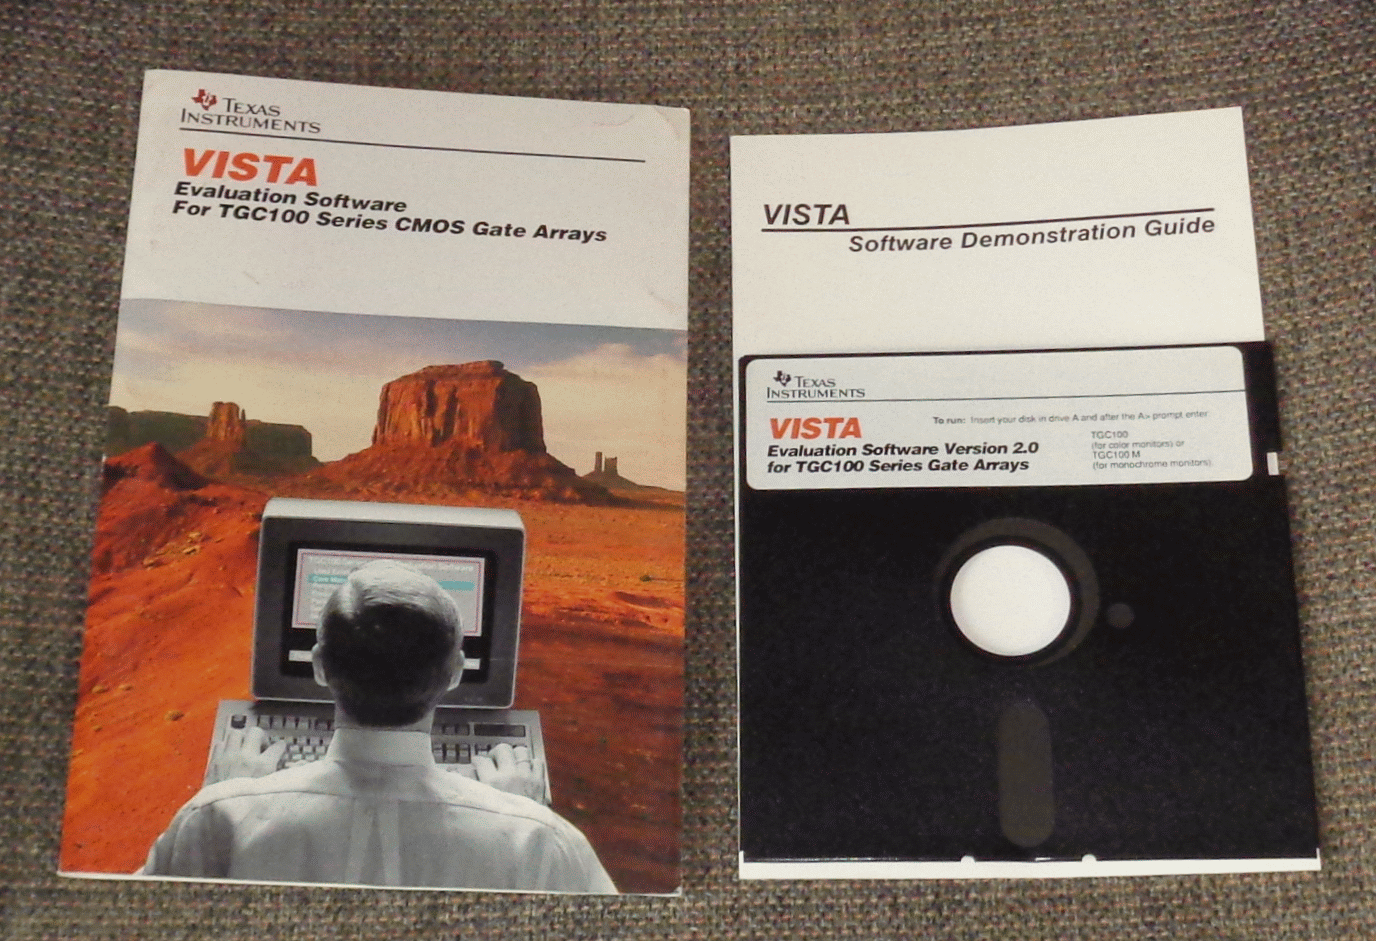 TEXAS
INSTRUMENTS
VISTA
Evaluation Software
For TGC100 Series CMOS Gate Arrays
VISTA
Software Demonstration Guide
TEXAS
INSTRUMENTS
VISTA
Evaluation Software Version 2.0
for TGC100 Series Gate Arrays
To run: Insert your disk in drive A and after the A> prompt enter
TGC100
(for color monitors) or
TGC100 M
(for monochrome monitors).